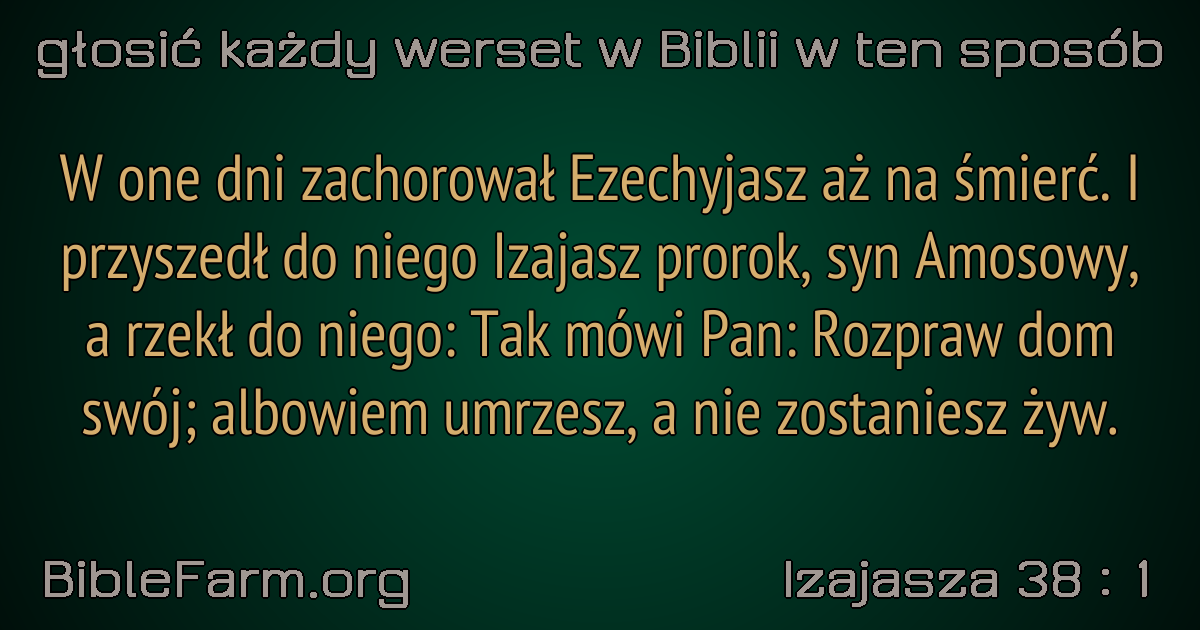 głosić każdy werset w Biblii w ten sposób
W one dni zachorował Ezechyjasz aż na śmierć. I
przyszedł do niego Izajasz prorok, syn Amosowy,
a rzekł do niego: Tak mówi Pan: Rozpraw dom
swój; albowiem umrzesz, a nie zostaniesz żyw.
BibleFarm.org
Izajasza 38 : 1